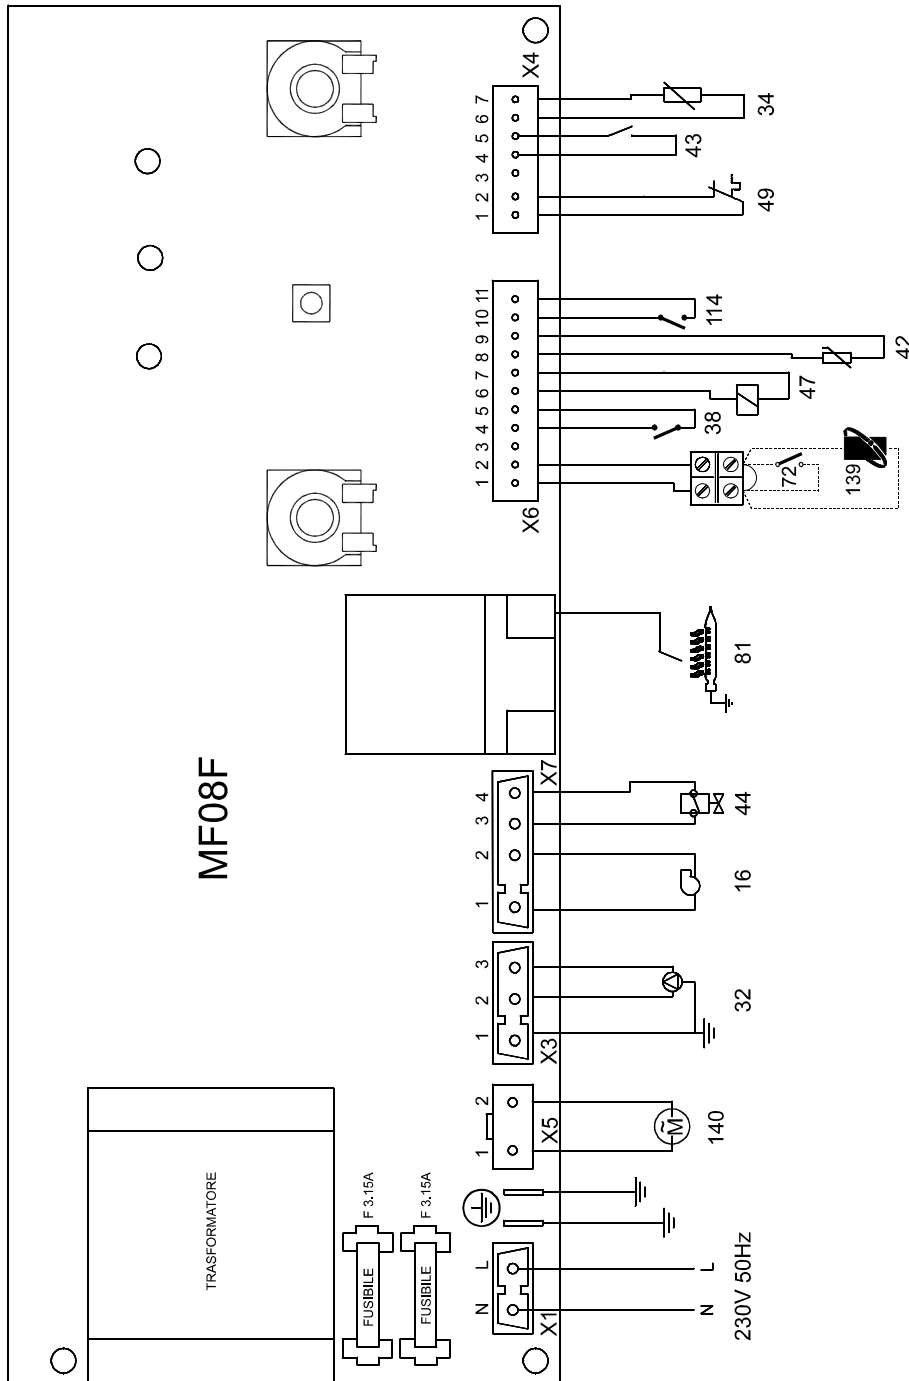 X4
1 2 3 4 5 6 7
34
43
49
1 2 3 4 5 6 7 8 9 10 11
X6
114
42
47
38
72
139
81
MF08F
X7
1 2 3 4
44
16
1 2 3
X3
32
1 2
X5
M
~
140
TRASFORMATORE
FUSIBILE
F 3.15A
FUSIBILE
F 3.15A
N L
X1
N L
230V 50Hz